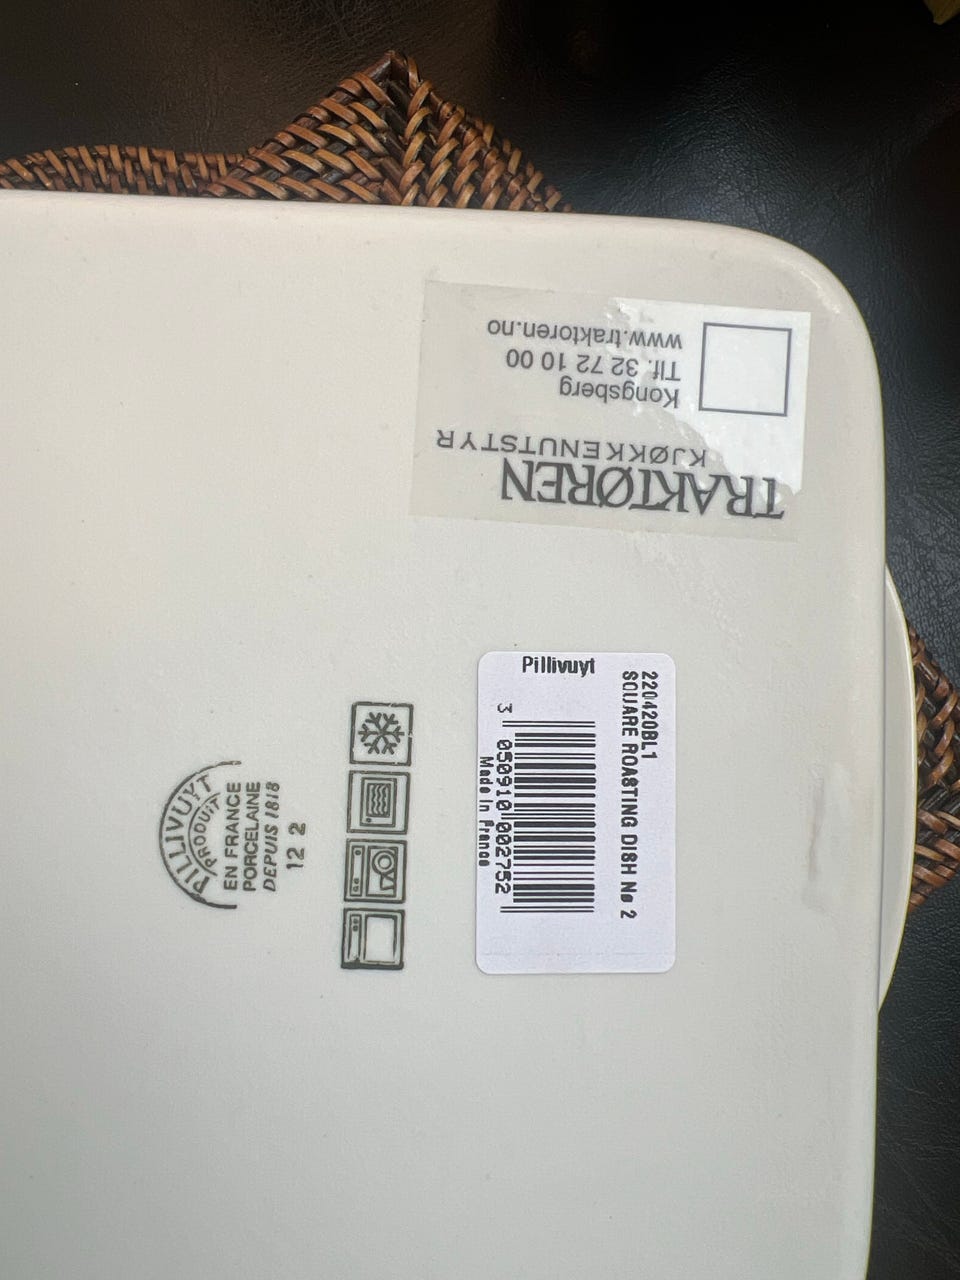 TRAKTØREN
KJØKKENUTSTYR
Kongsberg
Tlf. 32 72 10 00
www.traktoren.no
220420BL1
SQUARE ROASTING DISH No 2
Pillivuyt
3 050910 002752
Made In France
PILLIVUYT
PRODUIT
EN FRANCE
PORCELAINE
DEPUIS 1818
12 2